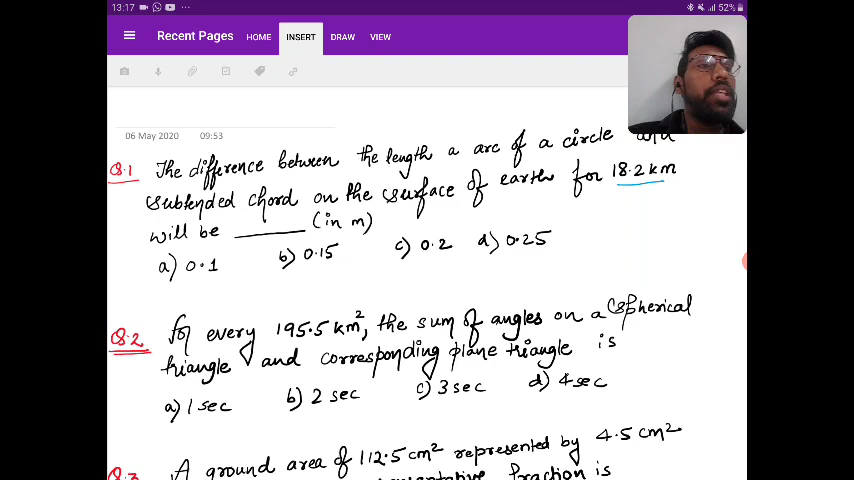 13:17
52%
Recent Pages HOME INSERT DRAW VIEW
06 May 2020 09:53
Q.1 The difference between the length a arc of a circle and
subtended chord on the surface of earth for 18.2 km
will be ______ (in m)
a) 0.1 b) 0.15 c) 0.2 d) 0.25
Q.2 for every 195.5 km², the sum of angles on a spherical
triangle and corresponding plane triangle is
a) 1 sec b) 2 sec c) 3 sec d) 4 sec
Q.3 A ground area of 112.5 cm² represented by 4.5 cm²
fraction is